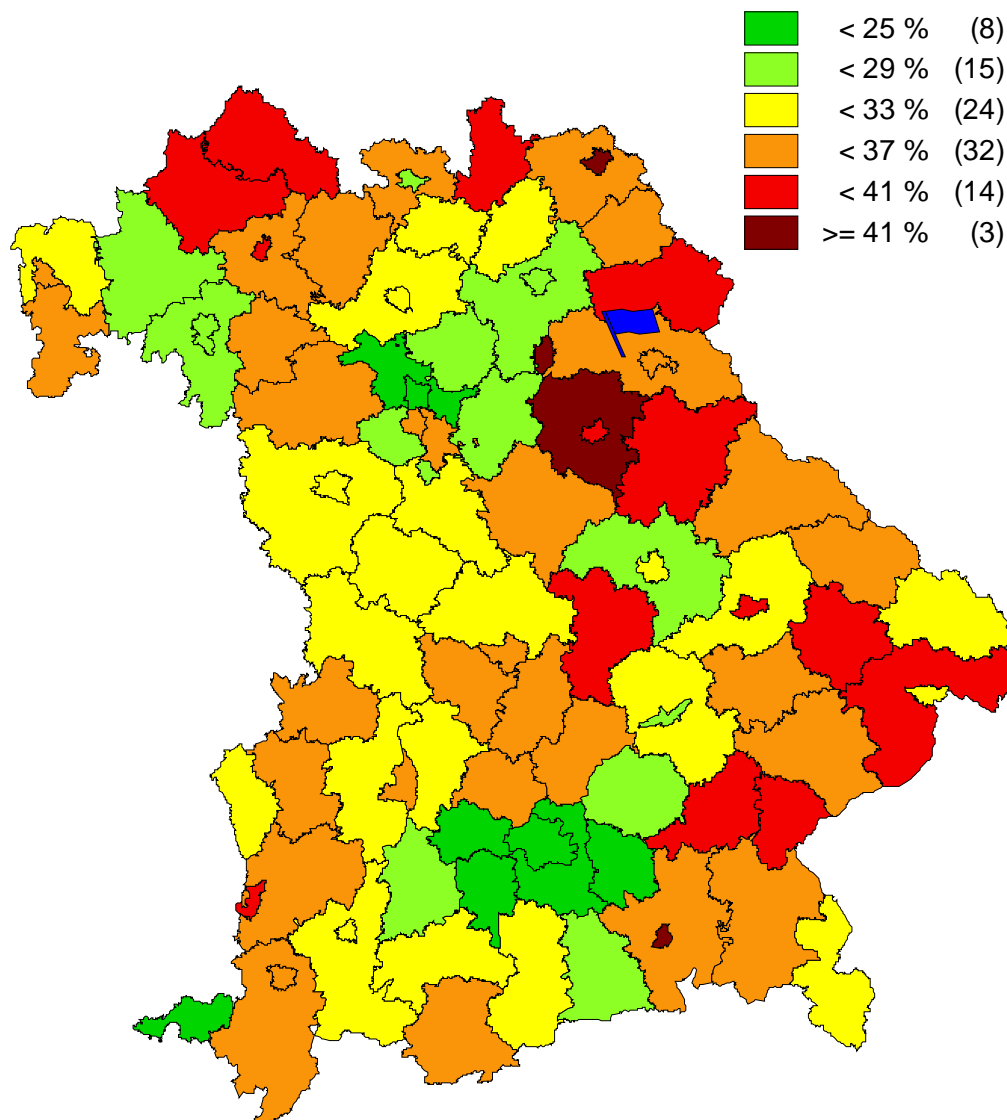 < 25 % (8)
< 29 % (15)
< 33 % (24)
< 37 % (32)
< 41 % (14)
>= 41 % (3)